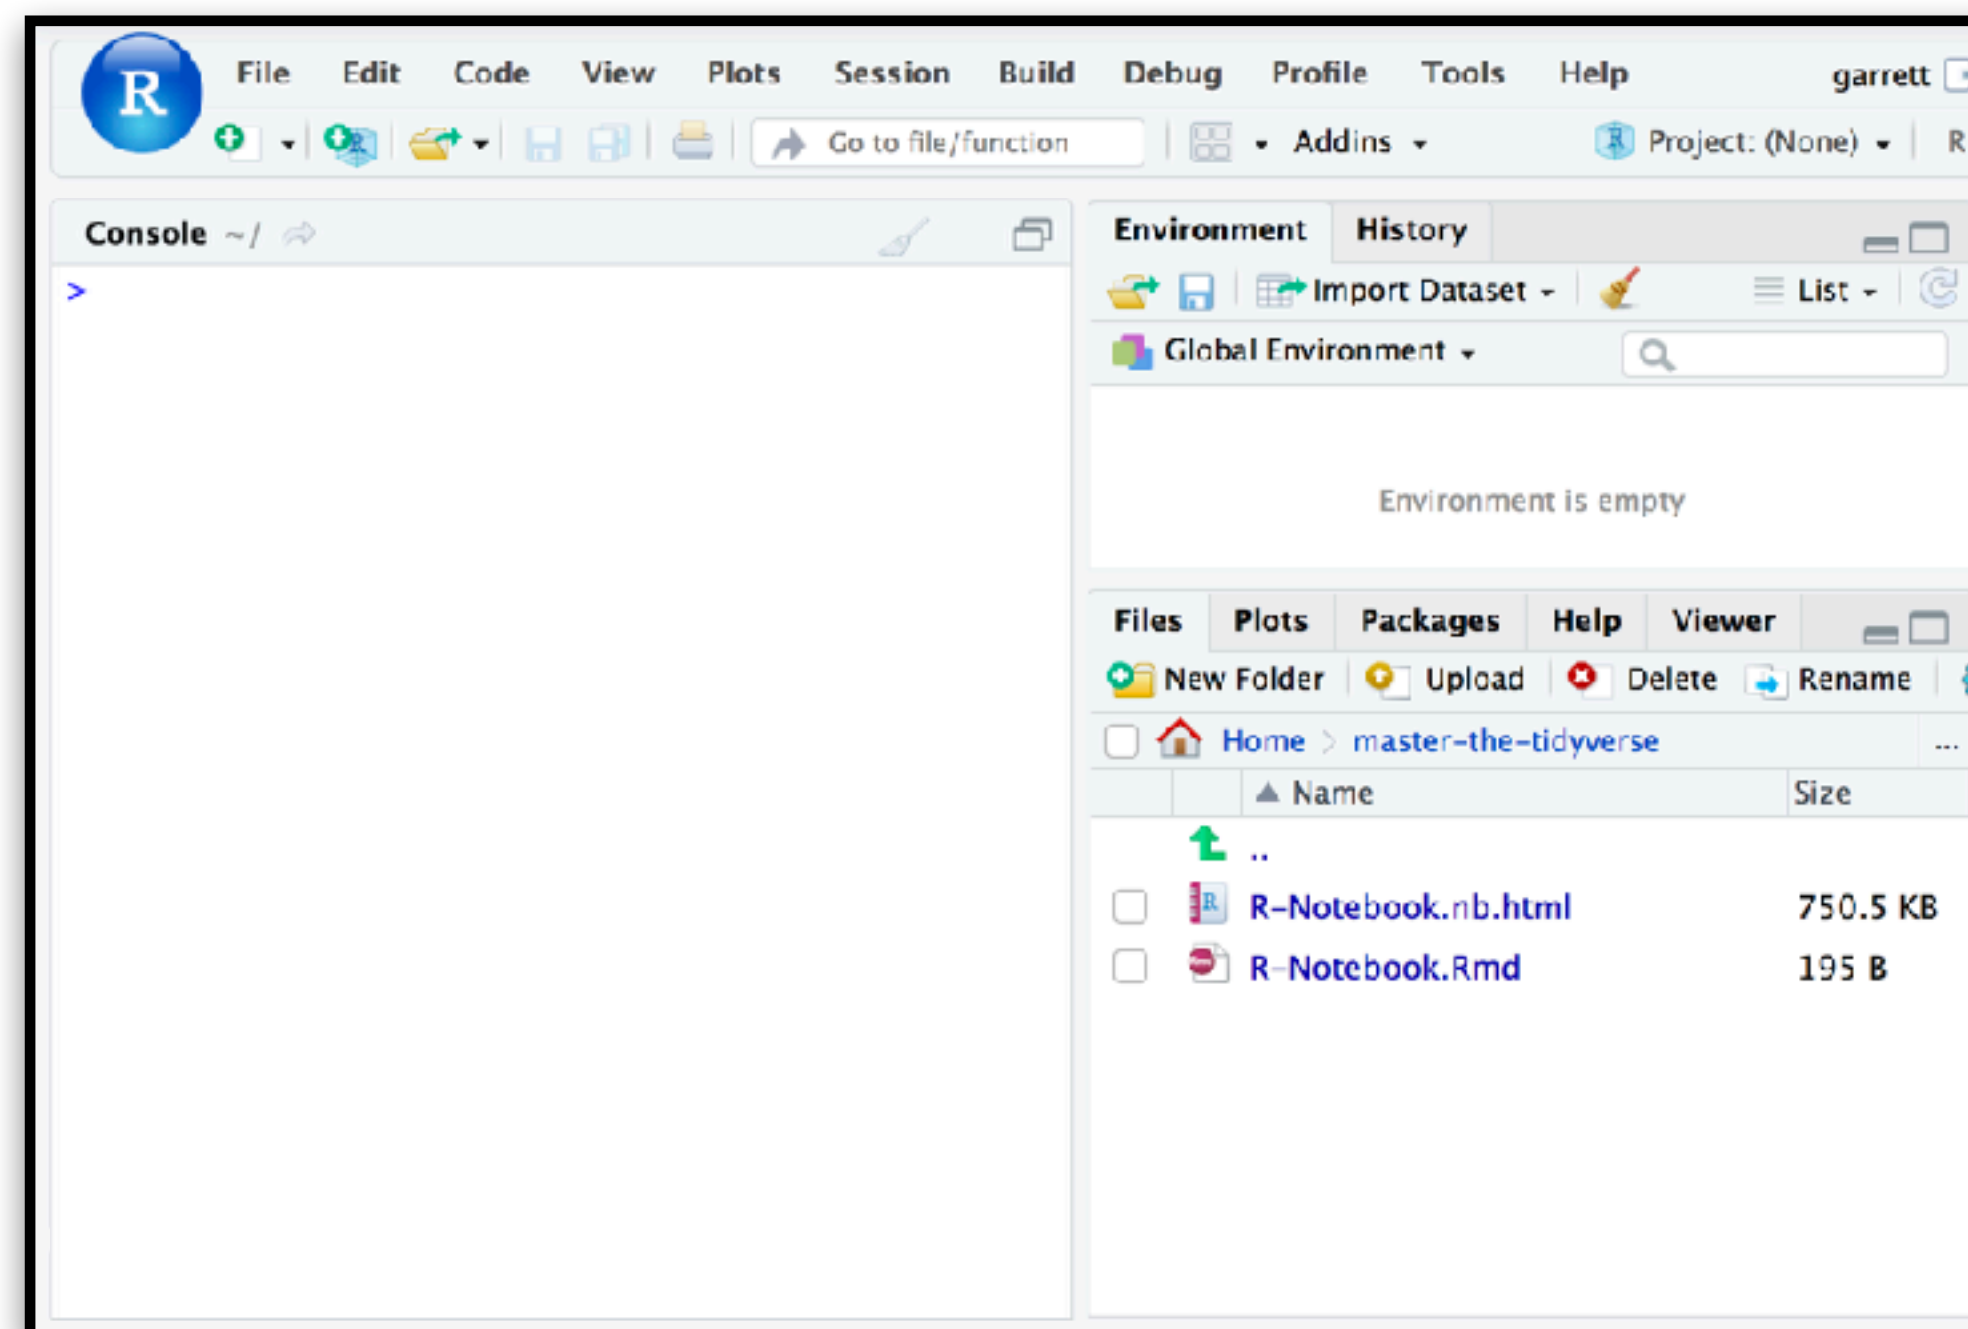 R File Edit Code View Plots Session Build Debug Profile Tools Help garrett
Go to file/function Addins Project: (None) R
Console ~/
>
Environment History
Import Dataset List
Global Environment
Environment is empty
Files Plots Packages Help Viewer
New Folder Upload Delete Rename
Home > master-the-tidyverse ...
Name Size
..
R-Notebook.nb.html 750.5 KB
R-Notebook.Rmd 195 B